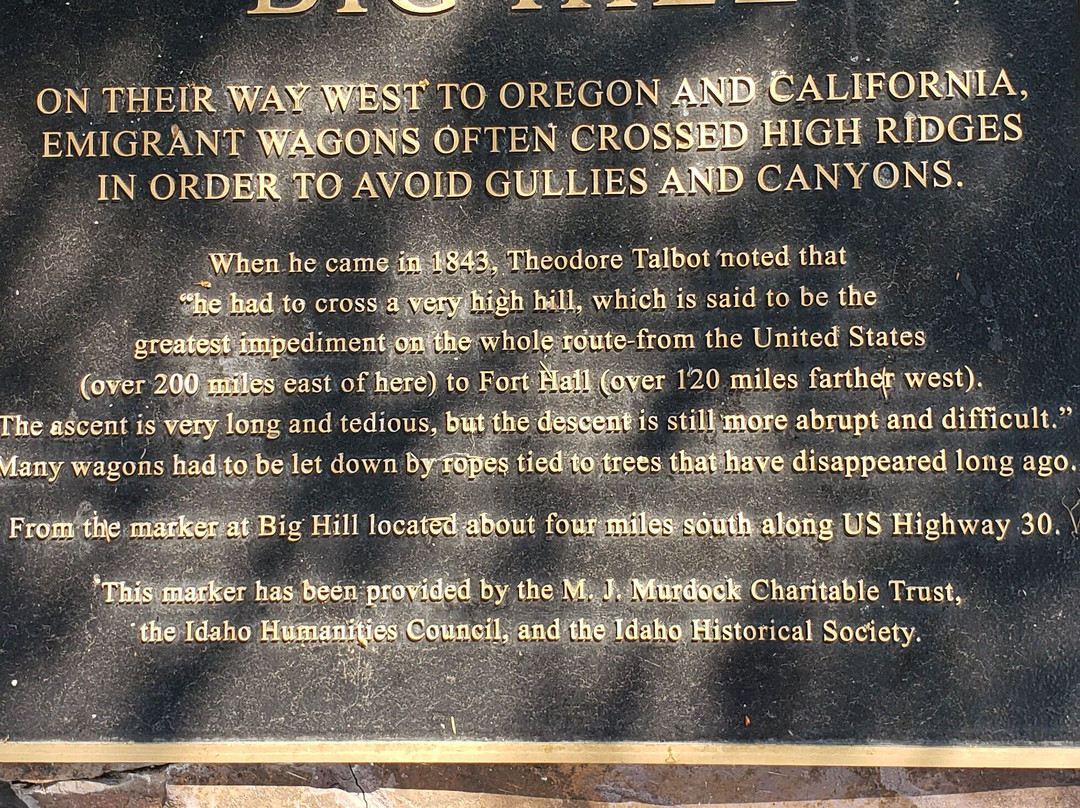 BIG HILL
ON THEIR WAY WEST TO OREGON AND CALIFORNIA,
EMIGRANT WAGONS OFTEN CROSSED HIGH RIDGES
IN ORDER TO AVOID GULLIES AND CANYONS.
When he came in 1843, Theodore Talbot noted that
“he had to cross a very high hill, which is said to be the
greatest impediment on the whole route-from the United States
(over 200 miles east of here) to Fort Hall (over 120 miles farther west).
The ascent is very long and tedious, but the descent is still more abrupt and difficult.”
Many wagons had to be let down by ropes tied to trees that have disappeared long ago.
From the marker at Big Hill located about four miles south along US Highway 30.
This marker has been provided by the M. J. Murdock Charitable Trust,
the Idaho Humanities Council, and the Idaho Historical Society.